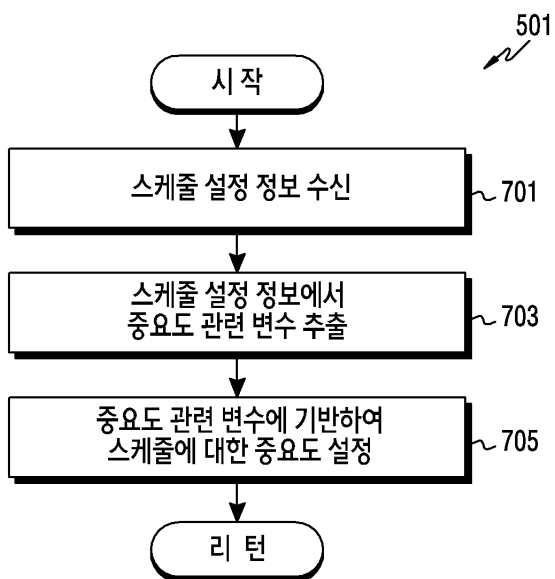 501
시 작
스케줄 설정 정보 수신
701
스케줄 설정 정보에서
중요도 관련 변수 추출
703
중요도 관련 변수에 기반하여
스케줄에 대한 중요도 설정
705
리 턴